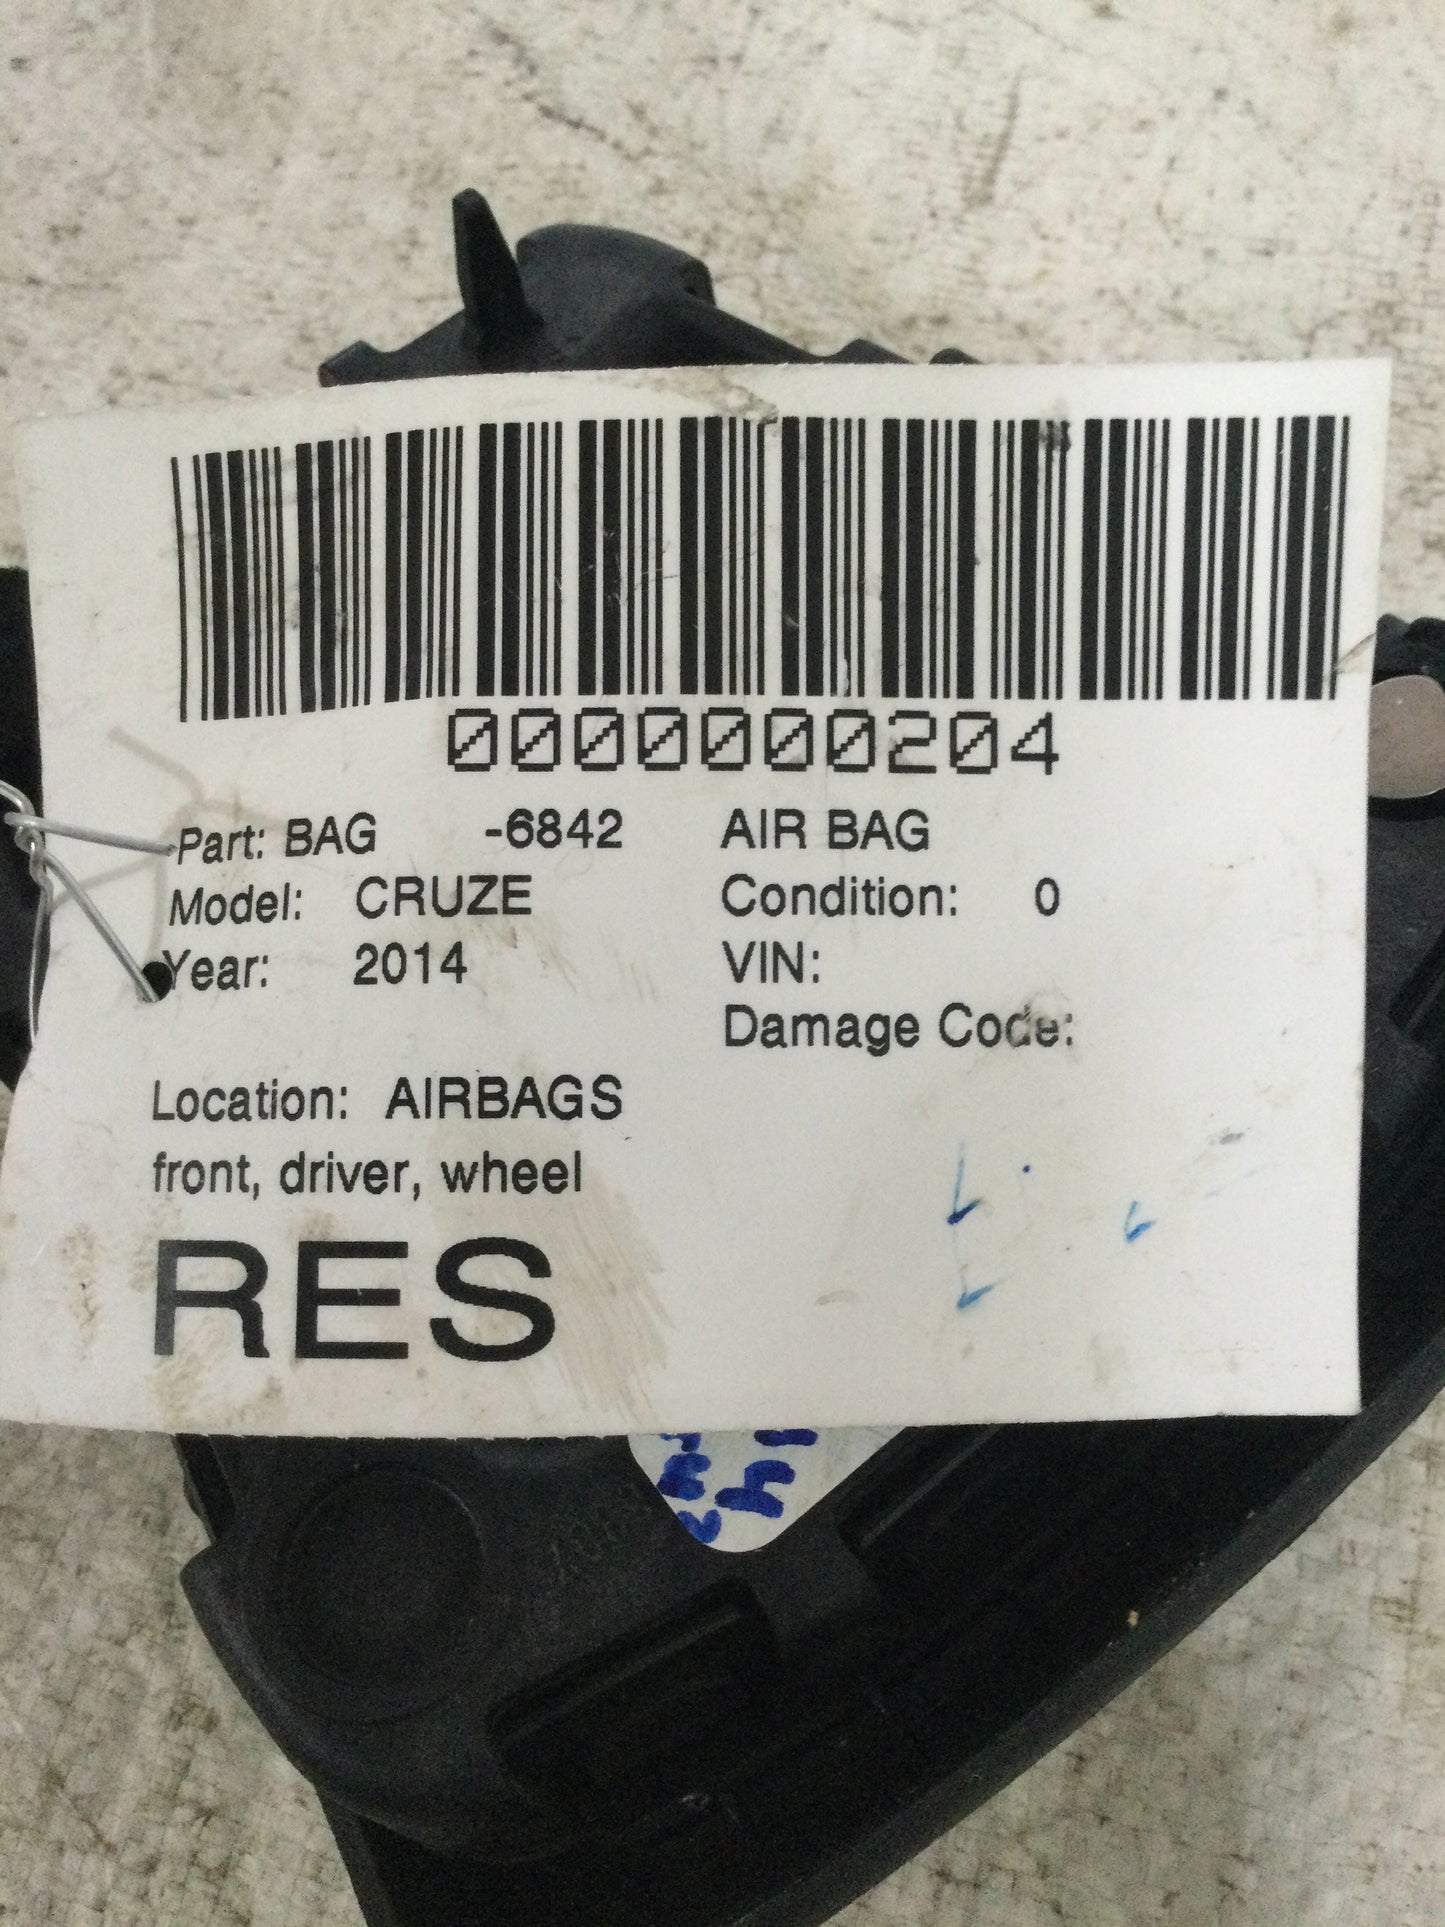 0000000204
Part: BAG -6842 AIR BAG
Model: CRUZE Condition: 0
Year: 2014 VIN:
Damage Code:
Location: AIRBAGS
front, driver, wheel
RES